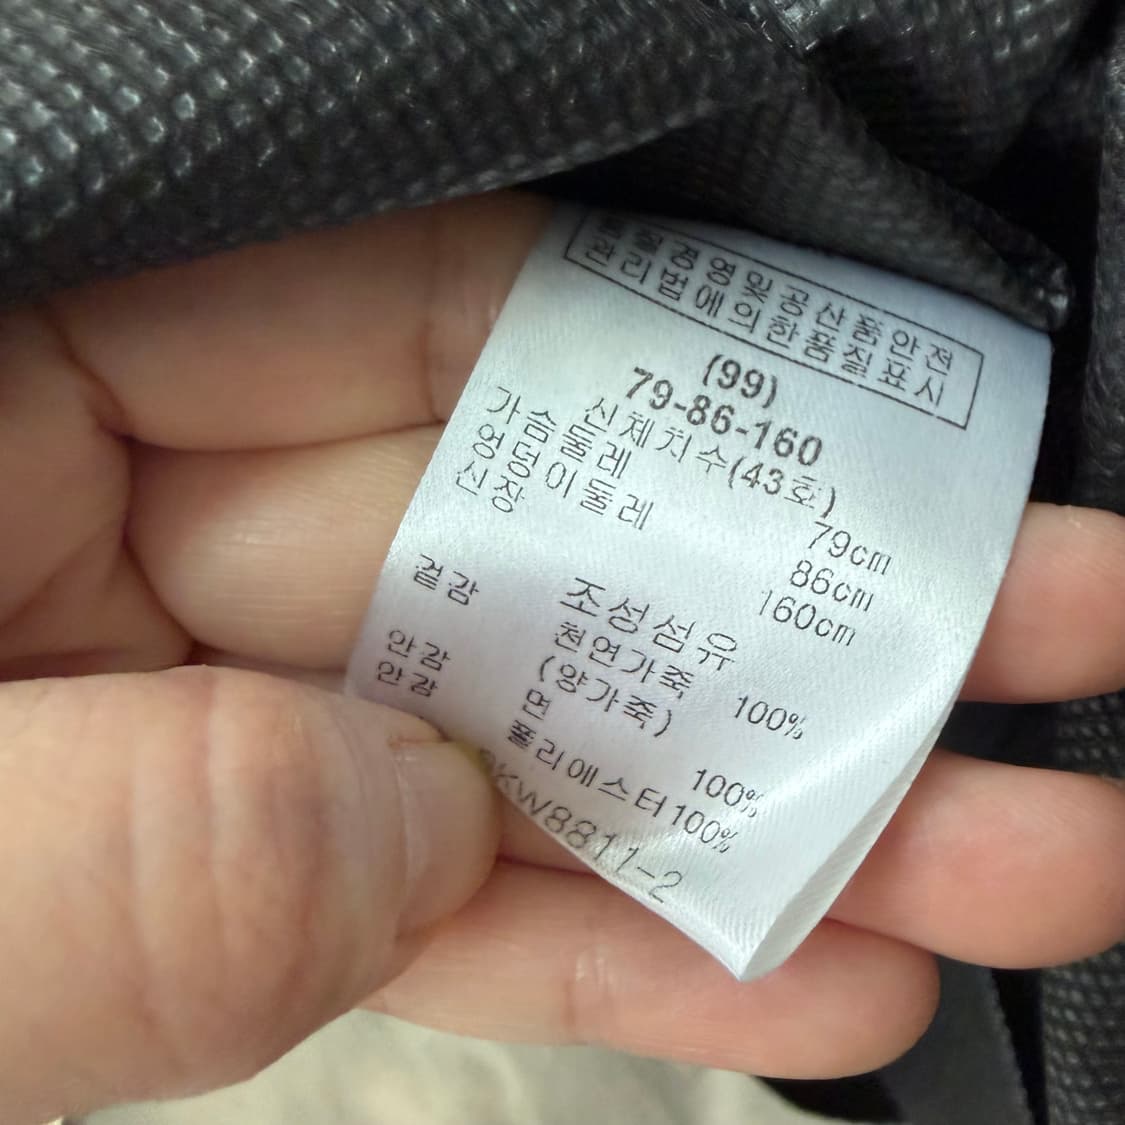 품질경영및공산품안전
관리법에의한품질표시
(99)
79-86-160
신체치수(43호)
가슴둘레 79cm
엉덩이둘레 86cm
신장 160cm
조성섬유
겉감 천연가죽 100%
(양가죽)
안감 면 100%
안감 폴리에스터100%
KW8811-2